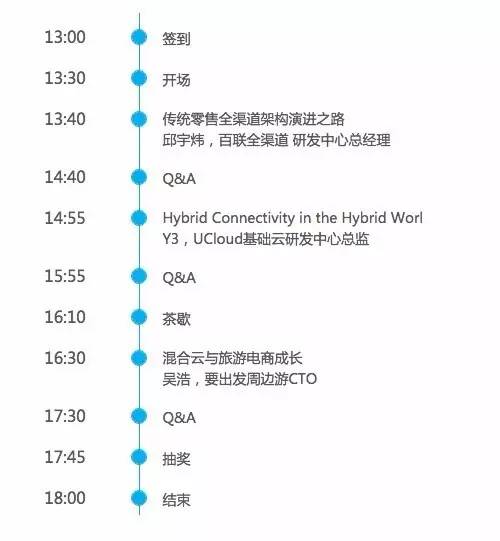 13:00 签到
13:30 开场
13:40 传统零售全渠道架构演进之路
邱宇炜，百联全渠道 研发中心总经理
14:40 Q&A
14:55 Hybrid Connectivity in the Hybrid Worl
Y3，UCloud基础云研发中心总监
15:55 Q&A
16:10 茶歇
16:30 混合云与旅游电商成长
吴浩，要出发周边游CTO
17:30 Q&A
17:45 抽奖
18:00 结束